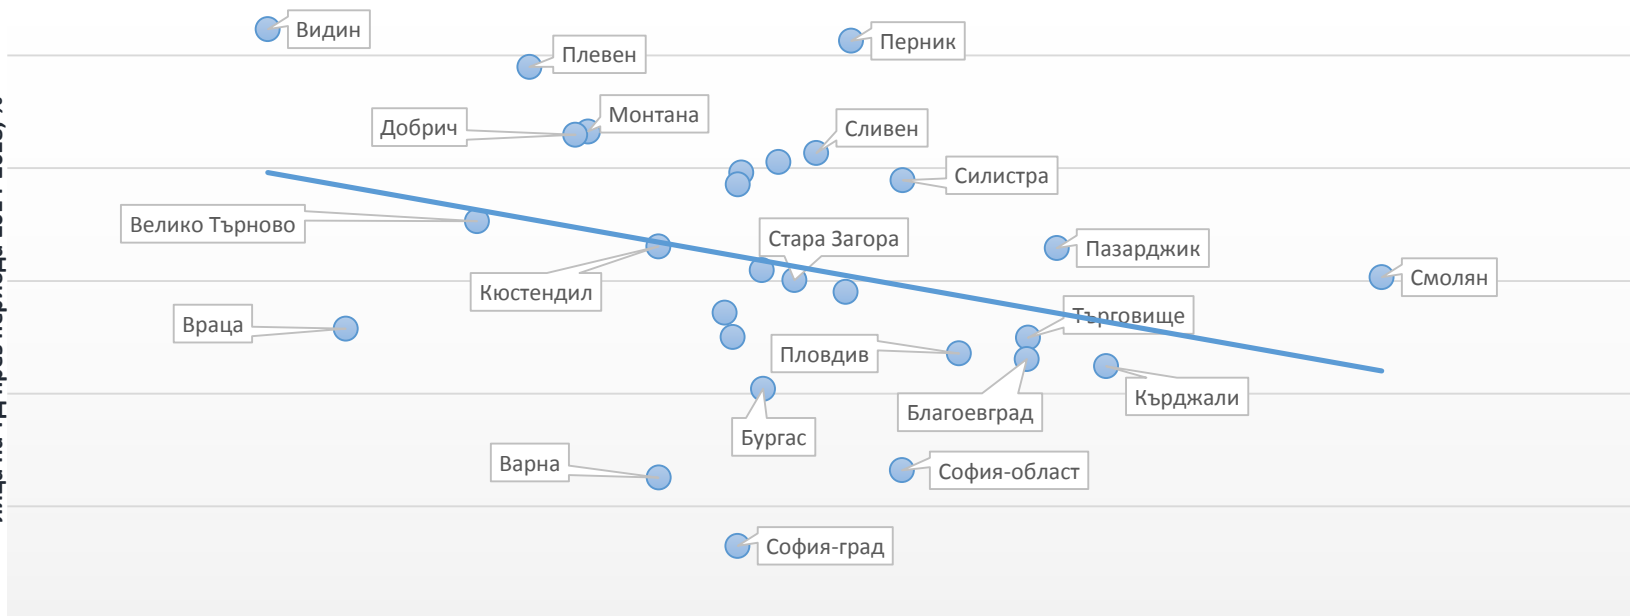 Видин
Перник
Плевен
Монтана
Добрич
Сливен
Силистра
Велико Търново
Стара Загора
Пазарджик
Смолян
Кюстендил
Враца
Търговище
Пловдив
Кърджали
Благоевград
Бургас
Варна
София-област
София-град